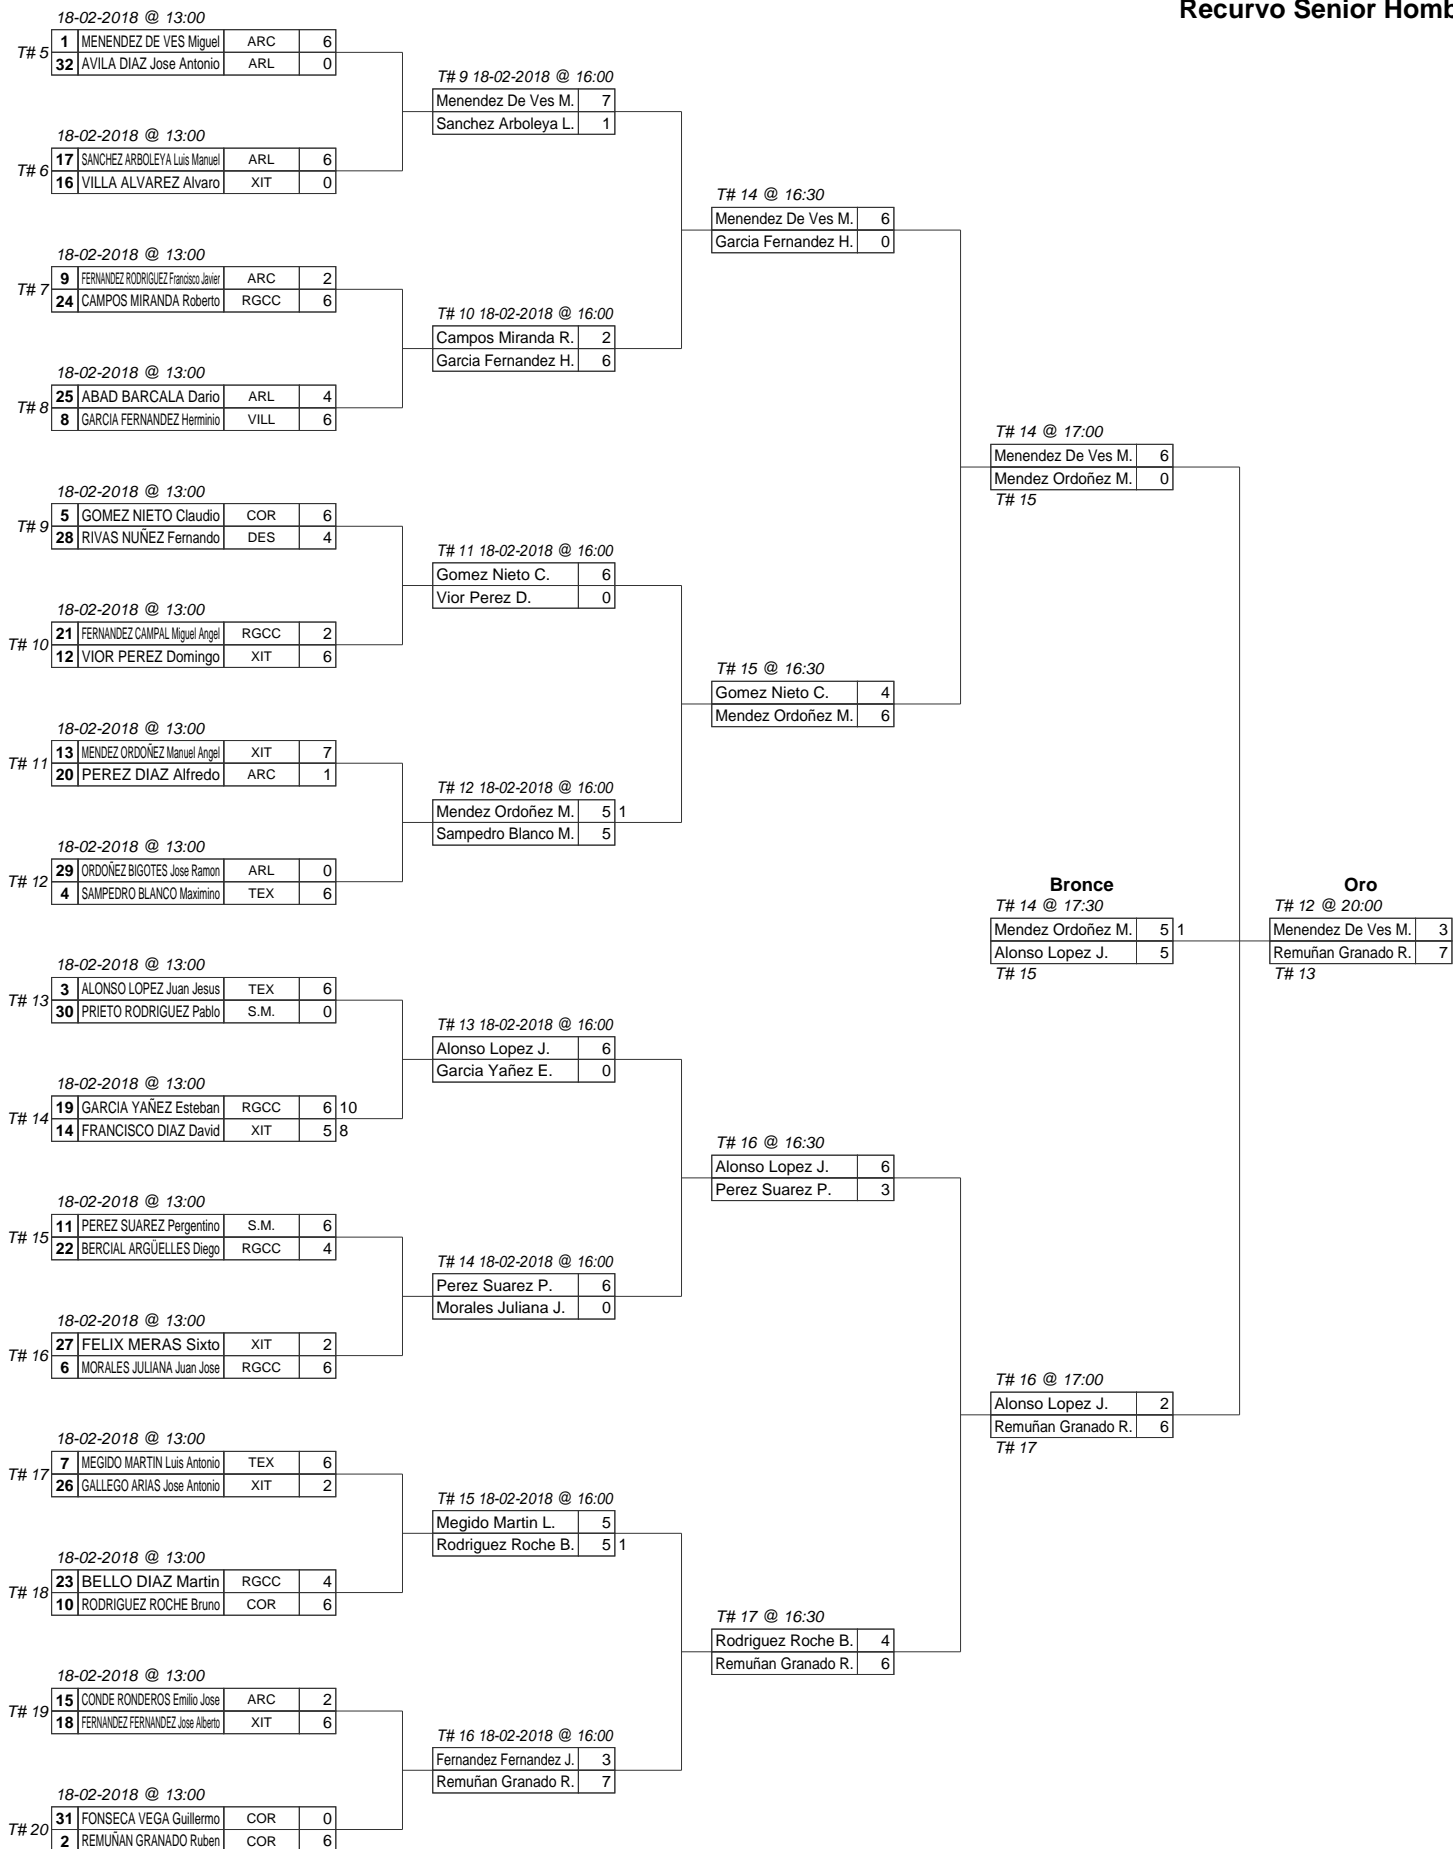 Recurvo Senior Homb
18-02-2018 @ 13:00
T# 5
1 MENENDEZ DE VES Miguel ARC 6
32 AVILA DIAZ Jose Antonio ARL 0
18-02-2018 @ 13:00
T# 6
17 SANCHEZ ARBOLEYA Luis Manuel ARL 6
16 VILLA ALVAREZ Alvaro XIT 0
18-02-2018 @ 13:00
T# 7
9 FERNANDEZ RODRIGUEZ Francisco Javier ARC 2
24 CAMPOS MIRANDA Roberto RGCC 6
18-02-2018 @ 13:00
T# 8
25 ABAD BARCALA Dario ARL 4
8 GARCIA FERNANDEZ Herminio VILL 6
18-02-2018 @ 13:00
T# 9
5 GOMEZ NIETO Claudio COR 6
28 RIVAS NUÑEZ Fernando DES 4
18-02-2018 @ 13:00
T# 10
21 FERNANDEZ CAMPAL Miguel Angel RGCC 2
12 VIOR PEREZ Domingo XIT 6
18-02-2018 @ 13:00
T# 11
13 MENDEZ ORDOÑEZ Manuel Angel XIT 7
20 PEREZ DIAZ Alfredo ARC 1
18-02-2018 @ 13:00
T# 12
29 ORDOÑEZ BIGOTES Jose Ramon ARL 0
4 SAMPEDRO BLANCO Maximino TEX 6
18-02-2018 @ 13:00
T# 13
3 ALONSO LOPEZ Juan Jesus TEX 6
30 PRIETO RODRIGUEZ Pablo S.M. 0
18-02-2018 @ 13:00
T# 14
19 GARCIA YAÑEZ Esteban RGCC 6 10
14 FRANCISCO DIAZ David XIT 5 8
18-02-2018 @ 13:00
T# 15
11 PEREZ SUAREZ Pergentino S.M. 6
22 BERCIAL ARGÜELLES Diego RGCC 4
18-02-2018 @ 13:00
T# 16
27 FELIX MERAS Sixto XIT 2
6 MORALES JULIANA Juan Jose RGCC 6
18-02-2018 @ 13:00
T# 17
7 MEGIDO MARTIN Luis Antonio TEX 6
26 GALLEGO ARIAS Jose Antonio XIT 2
18-02-2018 @ 13:00
T# 18
23 BELLO DIAZ Martin RGCC 4
10 RODRIGUEZ ROCHE Bruno COR 6
18-02-2018 @ 13:00
T# 19
15 CONDE RONDEROS Emilio Jose ARC 2
18 FERNANDEZ FERNANDEZ Jose Alberto XIT 6
18-02-2018 @ 13:00
T# 20
31 FONSECA VEGA Guillermo COR 0
2 REMUÑAN GRANADO Ruben COR 6
T# 9 18-02-2018 @ 16:00
Menendez De Ves M. 7
Sanchez Arboleya L. 1
T# 10 18-02-2018 @ 16:00
Campos Miranda R. 2
Garcia Fernandez H. 6
T# 11 18-02-2018 @ 16:00
Gomez Nieto C. 6
Vior Perez D. 0
T# 12 18-02-2018 @ 16:00
Mendez Ordoñez M. 5 1
Sampedro Blanco M. 5
T# 13 18-02-2018 @ 16:00
Alonso Lopez J. 6
Garcia Yañez E. 0
T# 14 18-02-2018 @ 16:00
Perez Suarez P. 6
Morales Juliana J. 0
T# 15 18-02-2018 @ 16:00
Megido Martin L. 5
Rodriguez Roche B. 5 1
T# 16 18-02-2018 @ 16:00
Fernandez Fernandez J. 3
Remuñan Granado R. 7
T# 14 @ 16:30
Menendez De Ves M. 6
Garcia Fernandez H. 0
T# 15 @ 16:30
Gomez Nieto C. 4
Mendez Ordoñez M. 6
T# 16 @ 16:30
Alonso Lopez J. 6
Perez Suarez P. 3
T# 17 @ 16:30
Rodriguez Roche B. 4
Remuñan Granado R. 6
T# 14 @ 17:00
Menendez De Ves M. 6
Mendez Ordoñez M. 0
T# 15
Bronce
T# 14 @ 17:30
Mendez Ordoñez M. 5 1
Alonso Lopez J. 5
T# 15
T# 16 @ 17:00
Alonso Lopez J. 2
Remuñan Granado R. 6
T# 17
Oro
T# 12 @ 20:00
Menendez De Ves M. 3
Remuñan Granado R. 7
T# 13